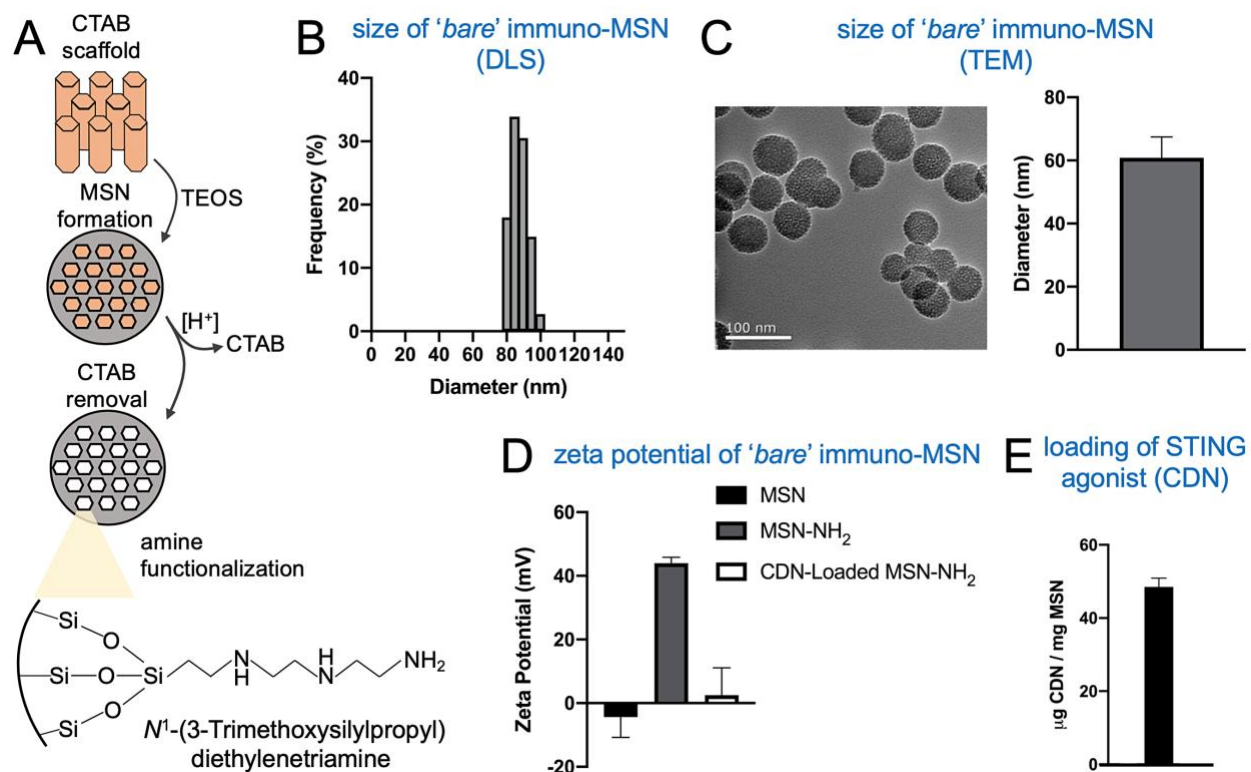 A
CTAB
scaffold
TEOS
MSN
formation
[H+]
CTAB
CTAB
removal
amine
functionalization
Si
O
Si
O
Si
N
H
H
N
NH2
Si
O
N1-(3-Trimethoxysilylpropyl)
diethylenetriamine
B
size of 'bare' immuno-MSN
(DLS)
Frequency (%)
40
30
20
10
0
0 20 40 60 80 100 120 140
Diameter (nm)
C
size of 'bare' immuno-MSN
(TEM)
100 nm
Diameter (nm)
80
60
40
20
0
D
zeta potential of 'bare' immuno-MSN
MSN
MSN-NH2
CDN-Loaded MSN-NH2
Zeta Potential (mV)
60
40
20
0
-20
E
loading of STING
agonist (CDN)
µg CDN / mg MSN
60
40
20
0